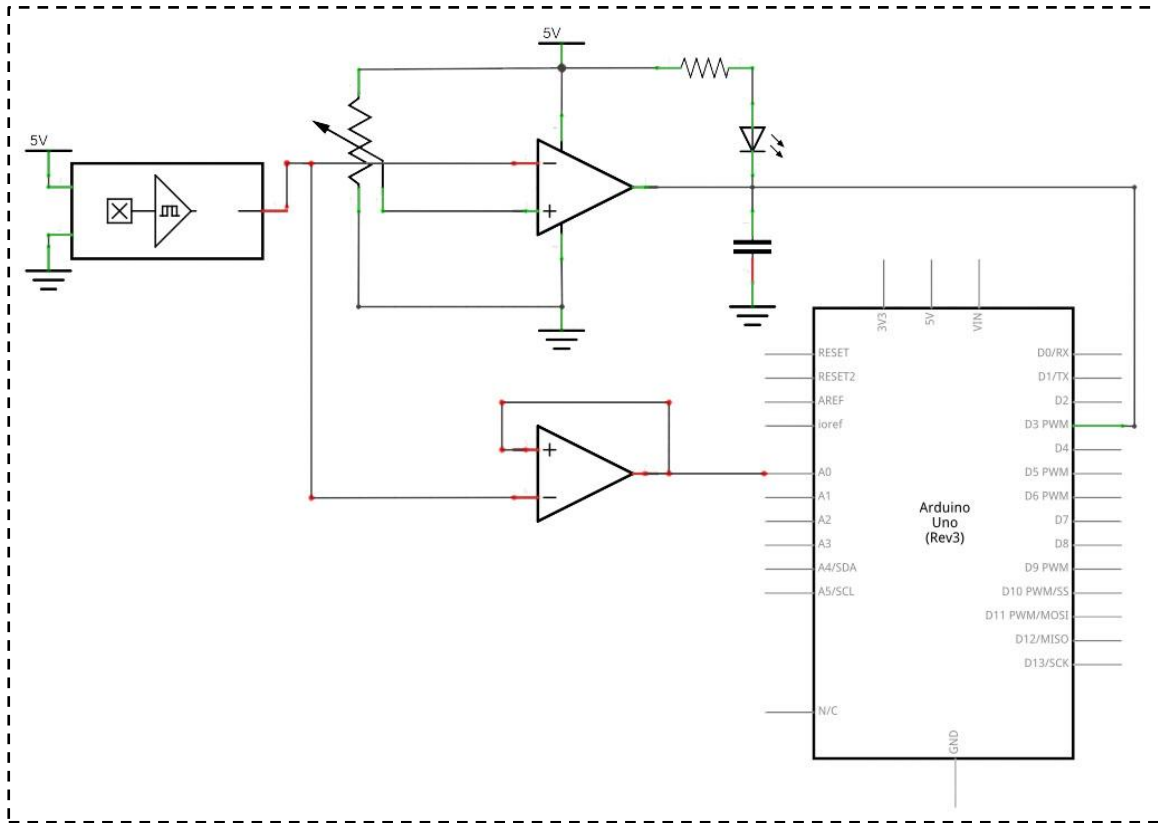 5V
5V
−
+
+
−
3V3
5V
VIN
RESET
RESET2
AREF
ioref
A0
A1
A2
A3
A4/SDA
A5/SCL
N/C
Arduino
Uno
(Rev3)
D0/RX
D1/TX
D2
D3 PWM
D4
D5 PWM
D6 PWM
D7
D8
D9 PWM
D10 PWM/SS
D11 PWM/MOSI
D12/MISO
D13/SCK
GND